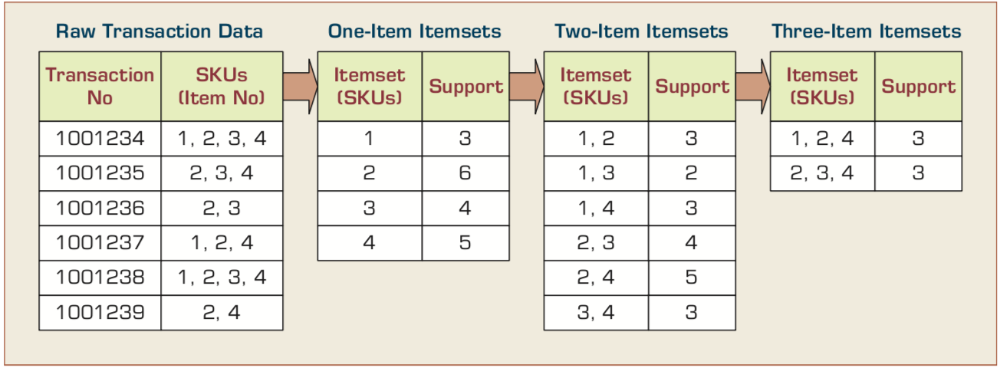 Raw Transaction Data
Transaction No | SKUs (Item No)
1001234 | 1, 2, 3, 4
1001235 | 2, 3, 4
1001236 | 2, 3
1001237 | 1, 2, 4
1001238 | 1, 2, 3, 4
1001239 | 2, 4
One-Item Itemsets
Itemset (SKUs) | Support
1 | 3
2 | 6
3 | 4
4 | 5
Two-Item Itemsets
Itemset (SKUs) | Support
1, 2 | 3
1, 3 | 2
1, 4 | 3
2, 3 | 4
2, 4 | 5
3, 4 | 3
Three-Item Itemsets
Itemset (SKUs) | Support
1, 2, 4 | 3
2, 3, 4 | 3